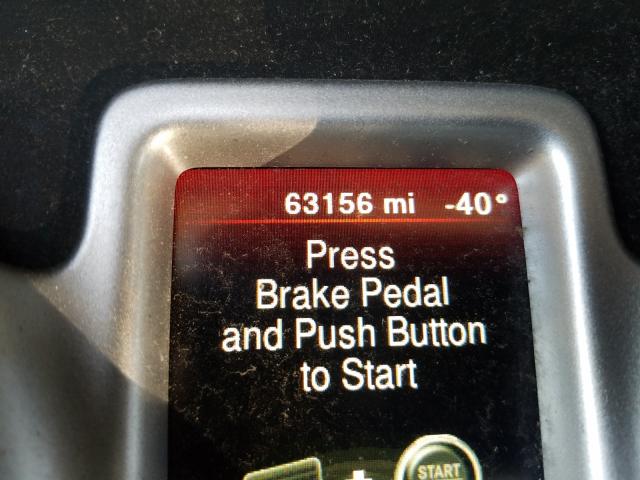 63156 mi -40°
Press
Brake Pedal
and Push Button
to Start
+ START